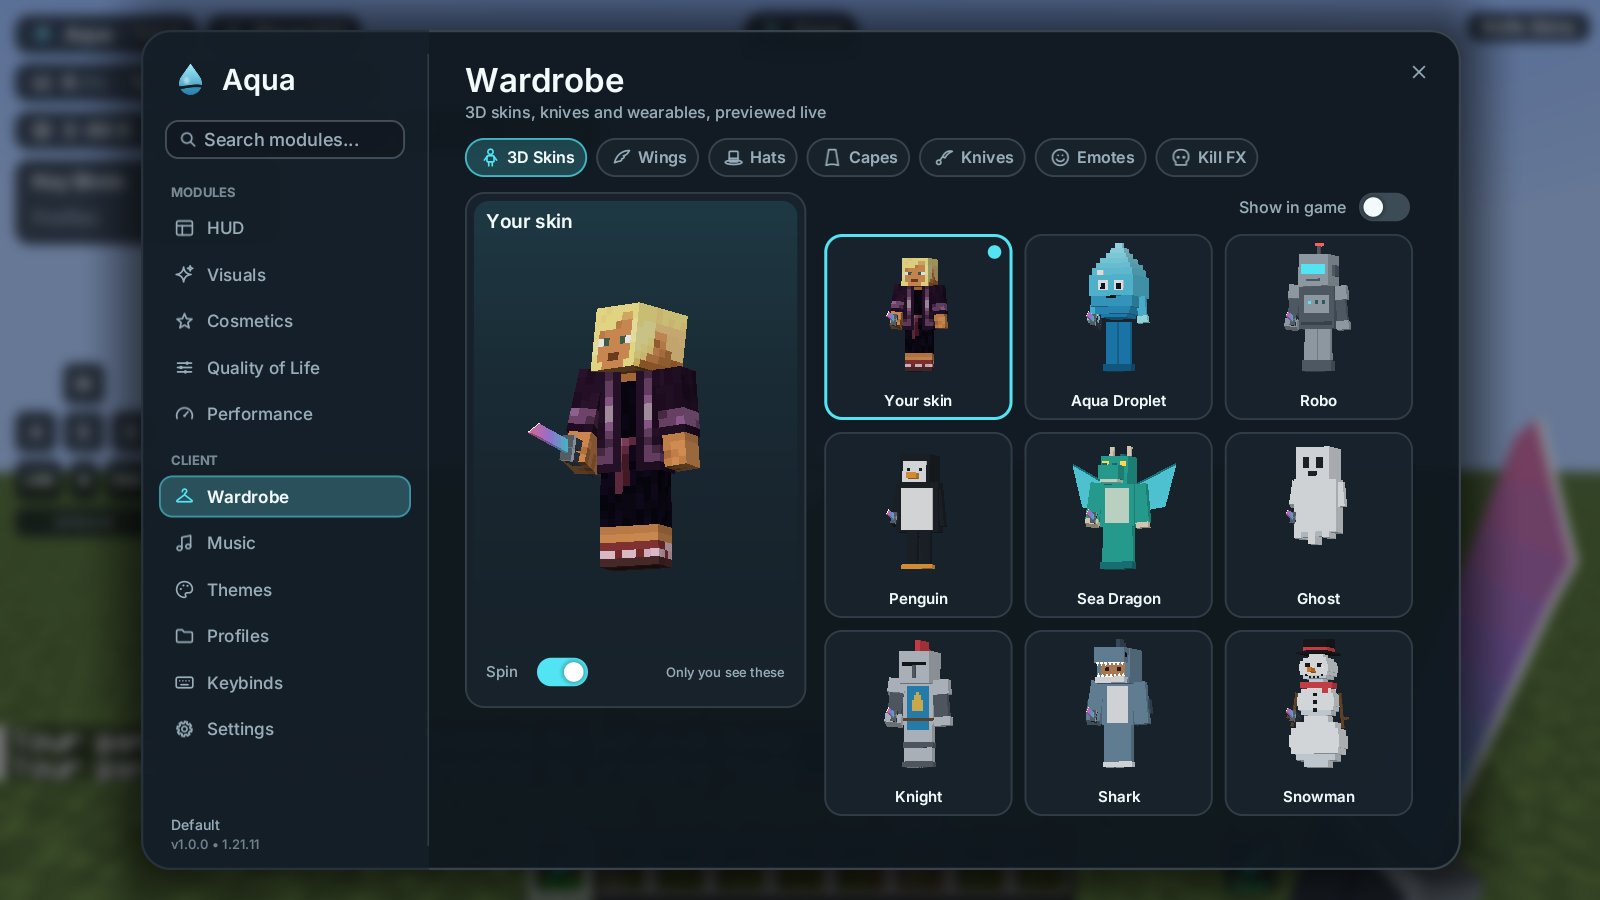 Aqua
Search modules...
MODULES
HUD
Visuals
Cosmetics
Quality of Life
Performance
CLIENT
Wardrobe
Music
Themes
Profiles
Keybinds
Settings
Default
v1.0.0 • 1.21.11
Wardrobe
3D skins, knives and wearables, previewed live
3D Skins
Wings
Hats
Capes
Knives
Emotes
Kill FX
Your skin
Spin
Only you see these
Show in game
Your skin
Aqua Droplet
Robo
Penguin
Sea Dragon
Ghost
Knight
Shark
Snowman